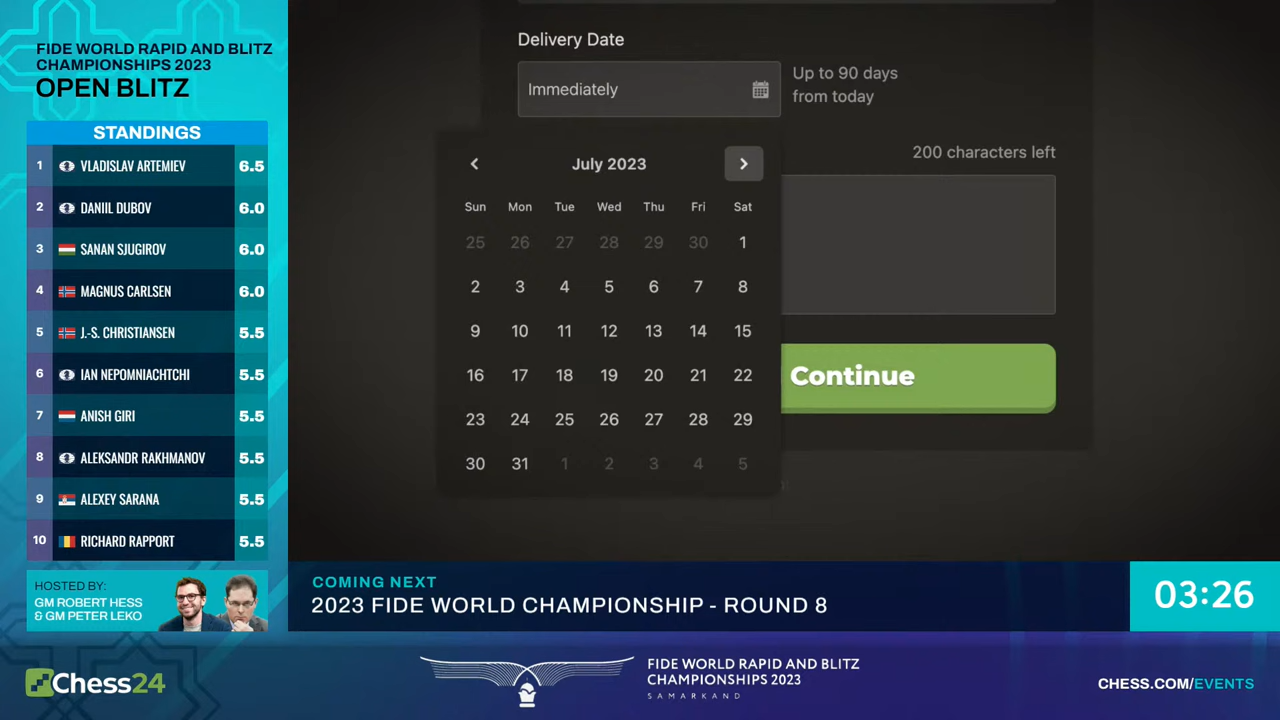 FIDE WORLD RAPID AND BLITZ
CHAMPIONSHIPS 2023
OPEN BLITZ
STANDINGS
1 VLADISLAV ARTEMIEV 6.5
2 DANIIL DUBOV 6.0
3 SANAN SJUGIROV 6.0
4 MAGNUS CARLSEN 6.0
5 J.-S. CHRISTIANSEN 5.5
6 IAN NEPOMNIACHTCHI 5.5
7 ANISH GIRI 5.5
8 ALEKSANDR RAKHMANOV 5.5
9 ALEXEY SARANA 5.5
10 RICHARD RAPPORT 5.5
HOSTED BY:
GM ROBERT HESS
& GM PETER LEKO
Delivery Date
Immediately
Up to 90 days
from today
200 characters left
July 2023
Sun Mon Tue Wed Thu Fri Sat
25 26 27 28 29 30 1
2 3 4 5 6 7 8
9 10 11 12 13 14 15
16 17 18 19 20 21 22
23 24 25 26 27 28 29
30 31 1 2 3 4 5
Continue
COMING NEXT
2023 FIDE WORLD CHAMPIONSHIP - ROUND 8
03:26
Chess24
FIDE WORLD RAPID AND BLITZ
CHAMPIONSHIPS 2023
SAMARKAND
CHESS.COM/EVENTS